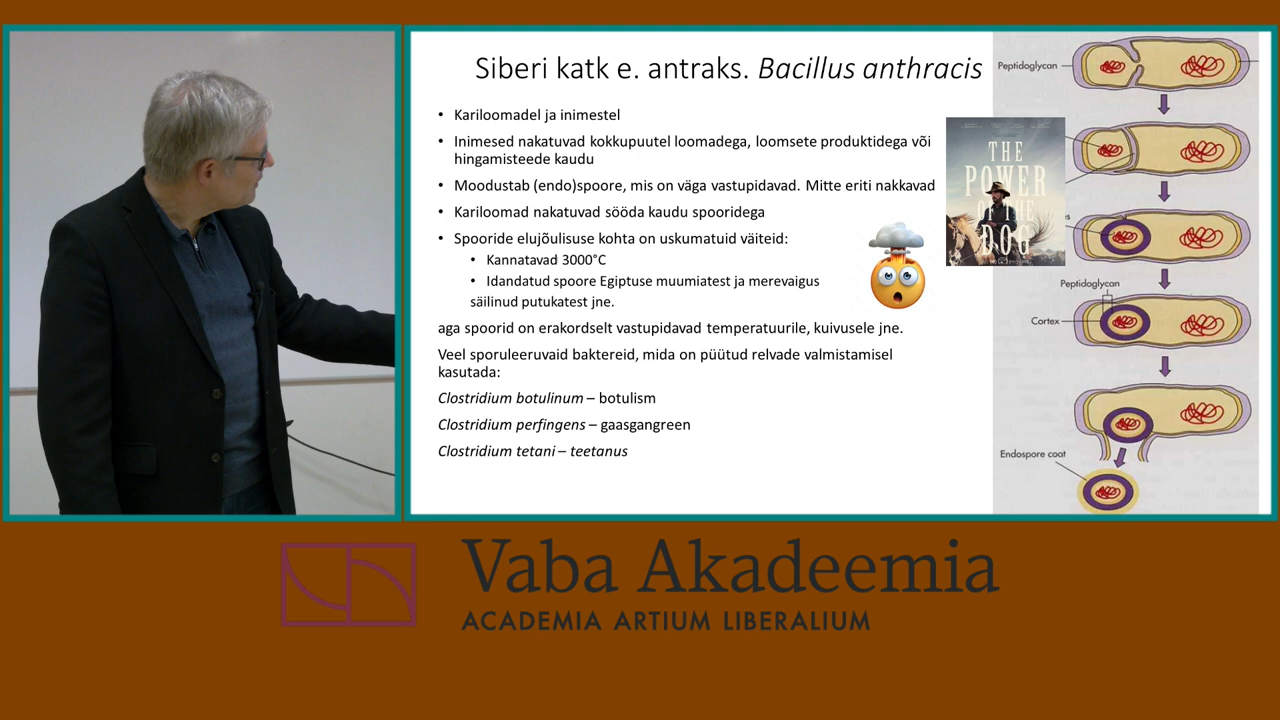 Siberi katk e. antraks. Bacillus anthracis
• Kariloomadel ja inimestel
• Inimesed nakatuvad kokkupuutel loomadega, loomsete produktidega või
hingamisteede kaudu
• Moodustab (endo)spoore, mis on väga vastupidavad. Mitte eriti nakkavad
• Kariloomad nakatuvad sööda kaudu spooridega
• Spooride elujõulisuse kohta on uskumatuid väiteid:
• Kannatavad 3000°C
• Idandatud spoore Egiptuse muumiatest ja merevaigus
säilinud putukatest jne.
aga spoorid on erakordselt vastupidavad temperatuurile, kuivusele jne.
Veel sporuleeruvaid baktereid, mida on püütud relvade valmistamisel
kasutada:
Clostridium botulinum – botulism
Clostridium perfingens – gaasgangreen
Clostridium tetani – teetanus
THE
POWER
OF THE
DOG
Peptidoglycan
Peptidoglycan
Cortex
Endospore coat
Vaba Akadeemia
ACADEMIA ARTIUM LIBERALIUM